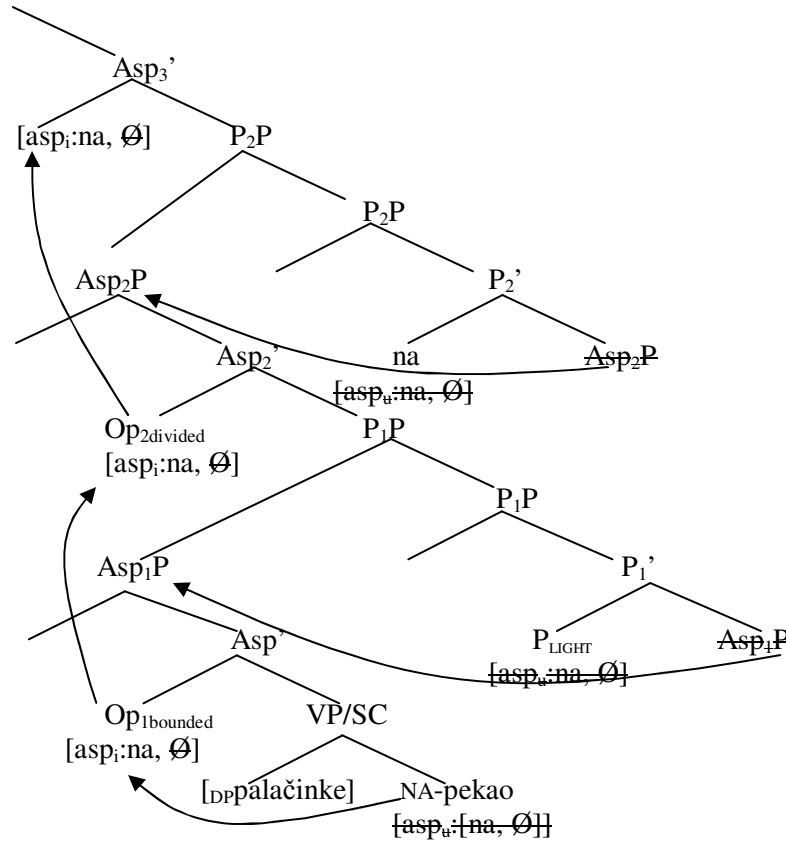 Asp₃’
[aspᵢ:na, Ø] P₂P
P₂P
Asp₂P P₂’
Asp₂’ na Asp₂P
[aspᵤ:na, Ø]
Op₂divided P₁P
[aspᵢ:na, Ø]
P₁P
Asp₁P P₁’
Asp’ P_LIGHT Asp₁P
[aspᵤ:na, Ø]
Op₁bounded VP/SC
[aspᵢ:na, Ø]
[DPpalačinke] NA-pekao
[aspᵤ:[na, Ø]]